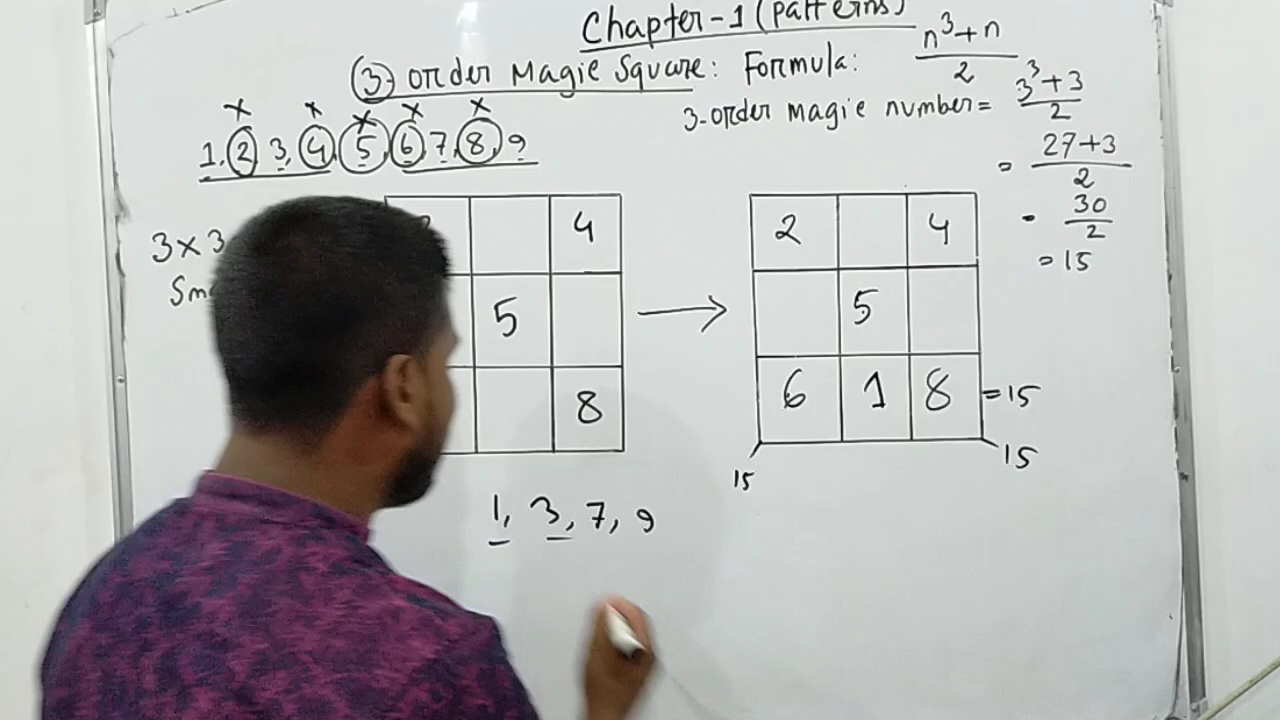 Chapter-1 (patterns)
3-order Magic Square: Formula: n³+n
2
3-order magic number = 3³+3
2
1, 2 3, 4, 5, 6, 7, 8, 9
= 27+3
2
= 30
2
= 15
3×3
4
5
8
2 4
5
6 1 8 =15
15 15
1, 3, 7, 9